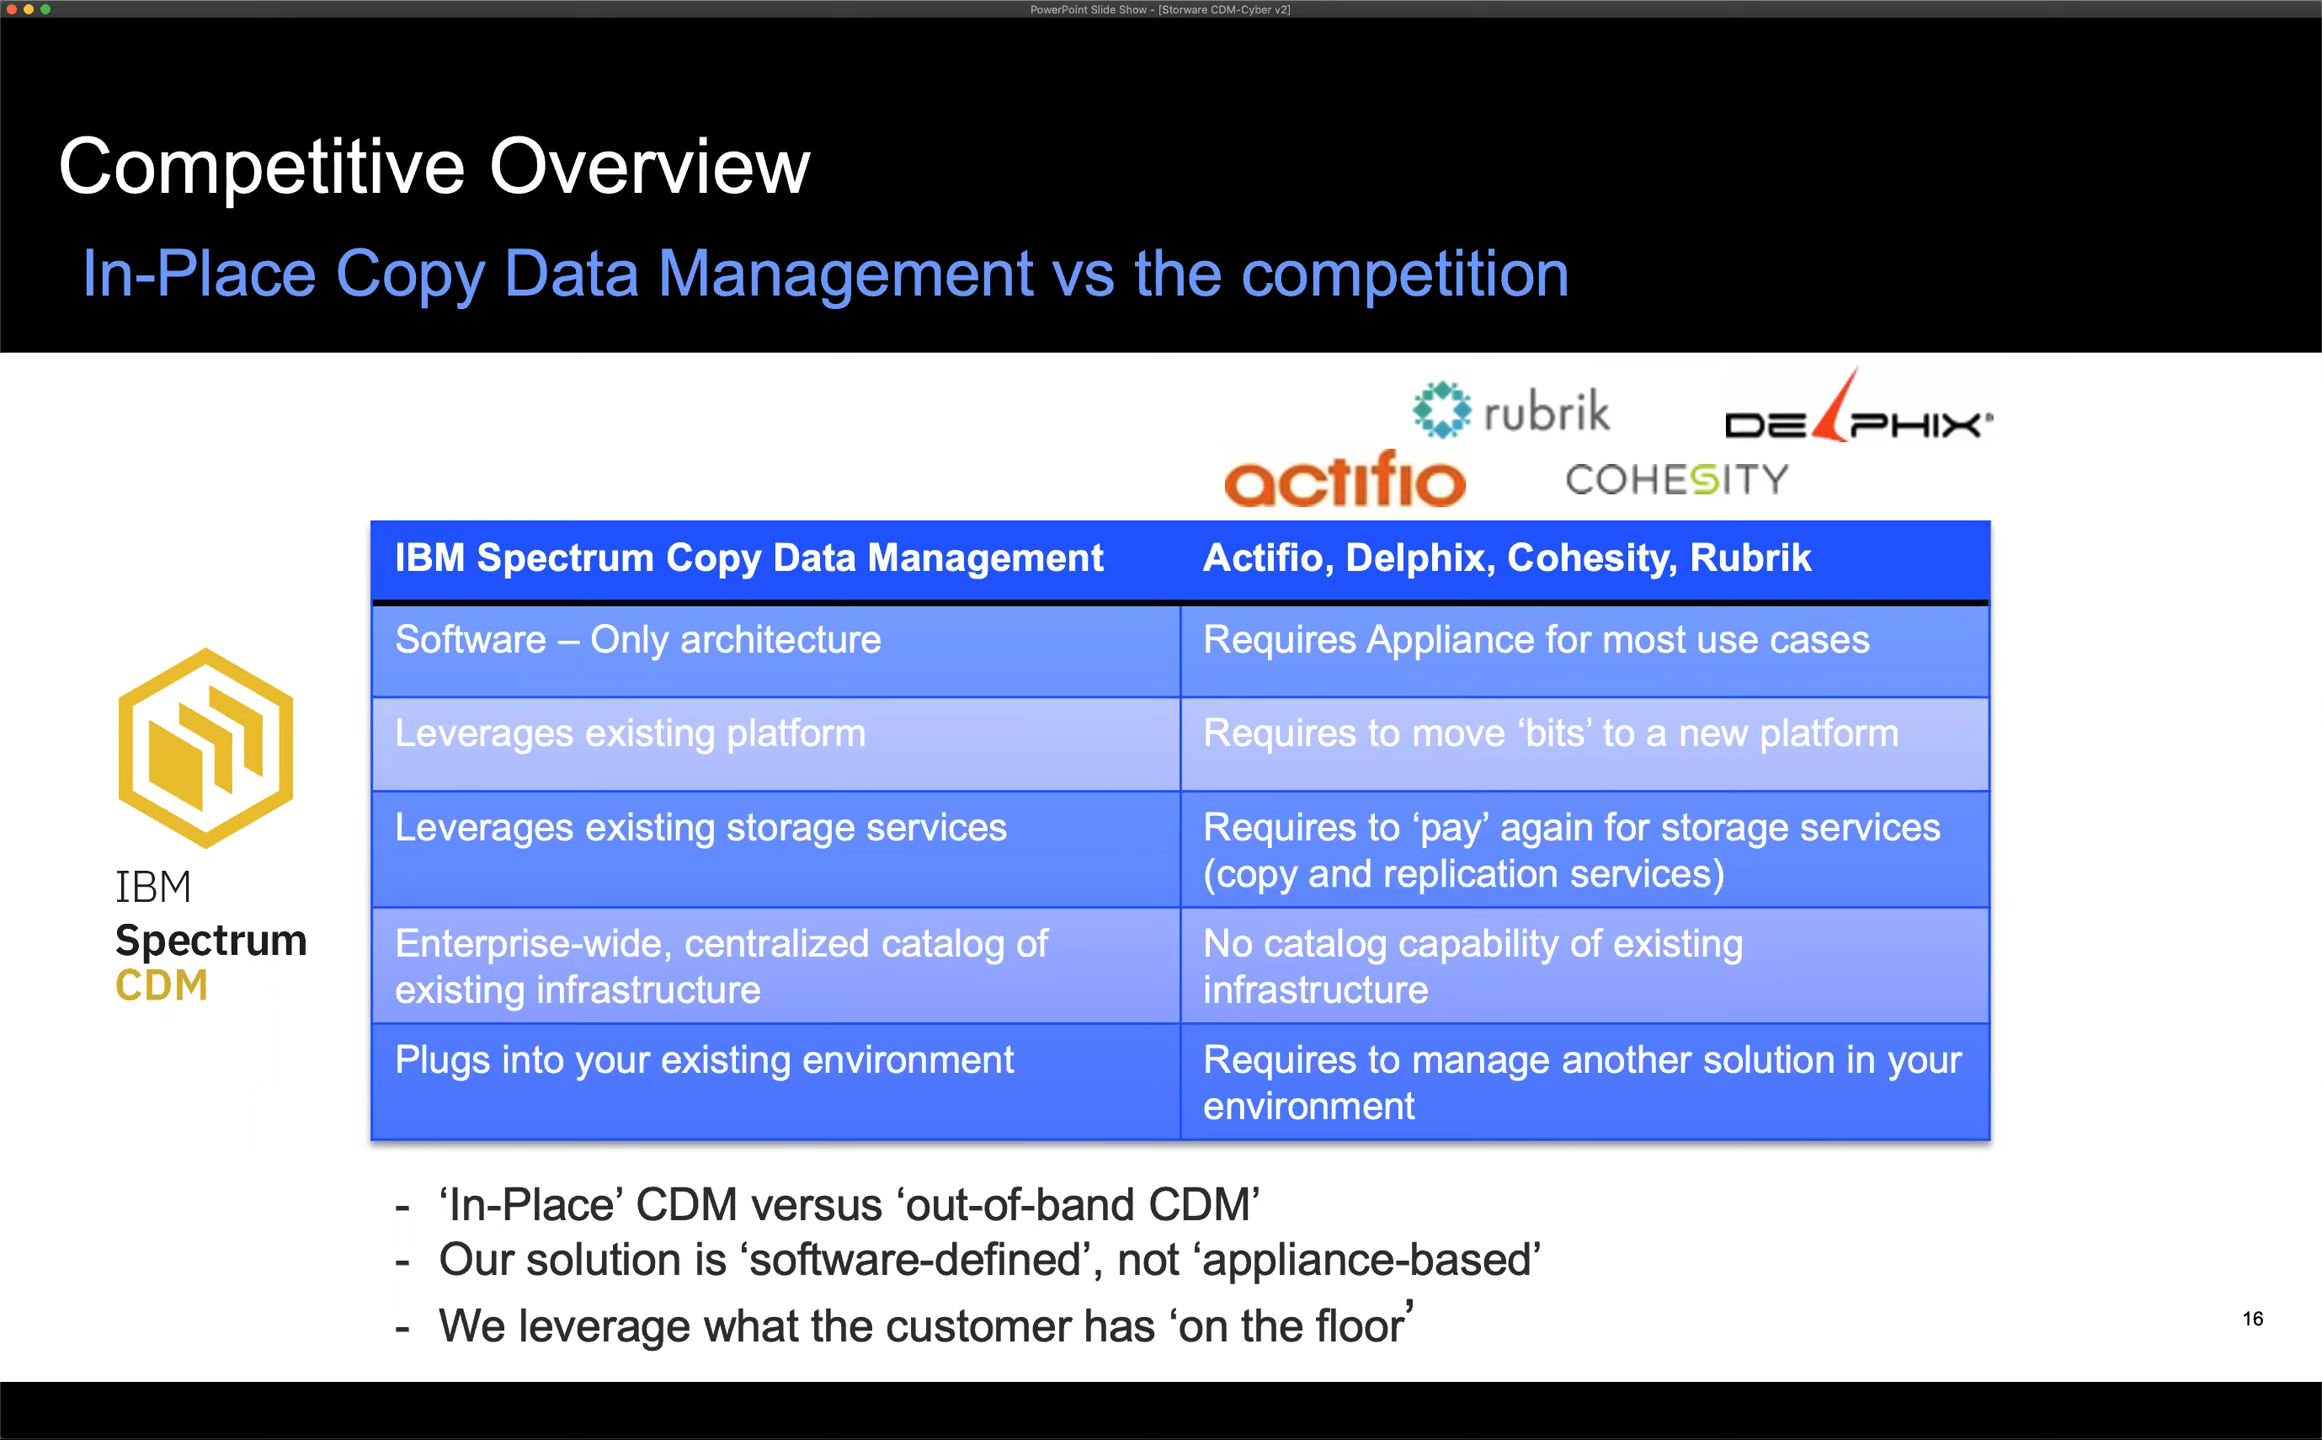 PowerPoint Slide Show - [Storware CDM-Cyber v2]
Competitive Overview
In-Place Copy Data Management vs the competition
rubrik
DELPHIX®
actifio
COHESITY
IBM Spectrum Copy Data Management
Actifio, Delphix, Cohesity, Rubrik
Software – Only architecture
Requires Appliance for most use cases
Leverages existing platform
Requires to move ‘bits’ to a new platform
Leverages existing storage services
Requires to ‘pay’ again for storage services
(copy and replication services)
Enterprise-wide, centralized catalog of
existing infrastructure
No catalog capability of existing
infrastructure
Plugs into your existing environment
Requires to manage another solution in your
environment
IBM
Spectrum
CDM
- ‘In-Place’ CDM versus ‘out-of-band CDM’
- Our solution is ‘software-defined’, not ‘appliance-based’
- We leverage what the customer has ‘on the floor’
16